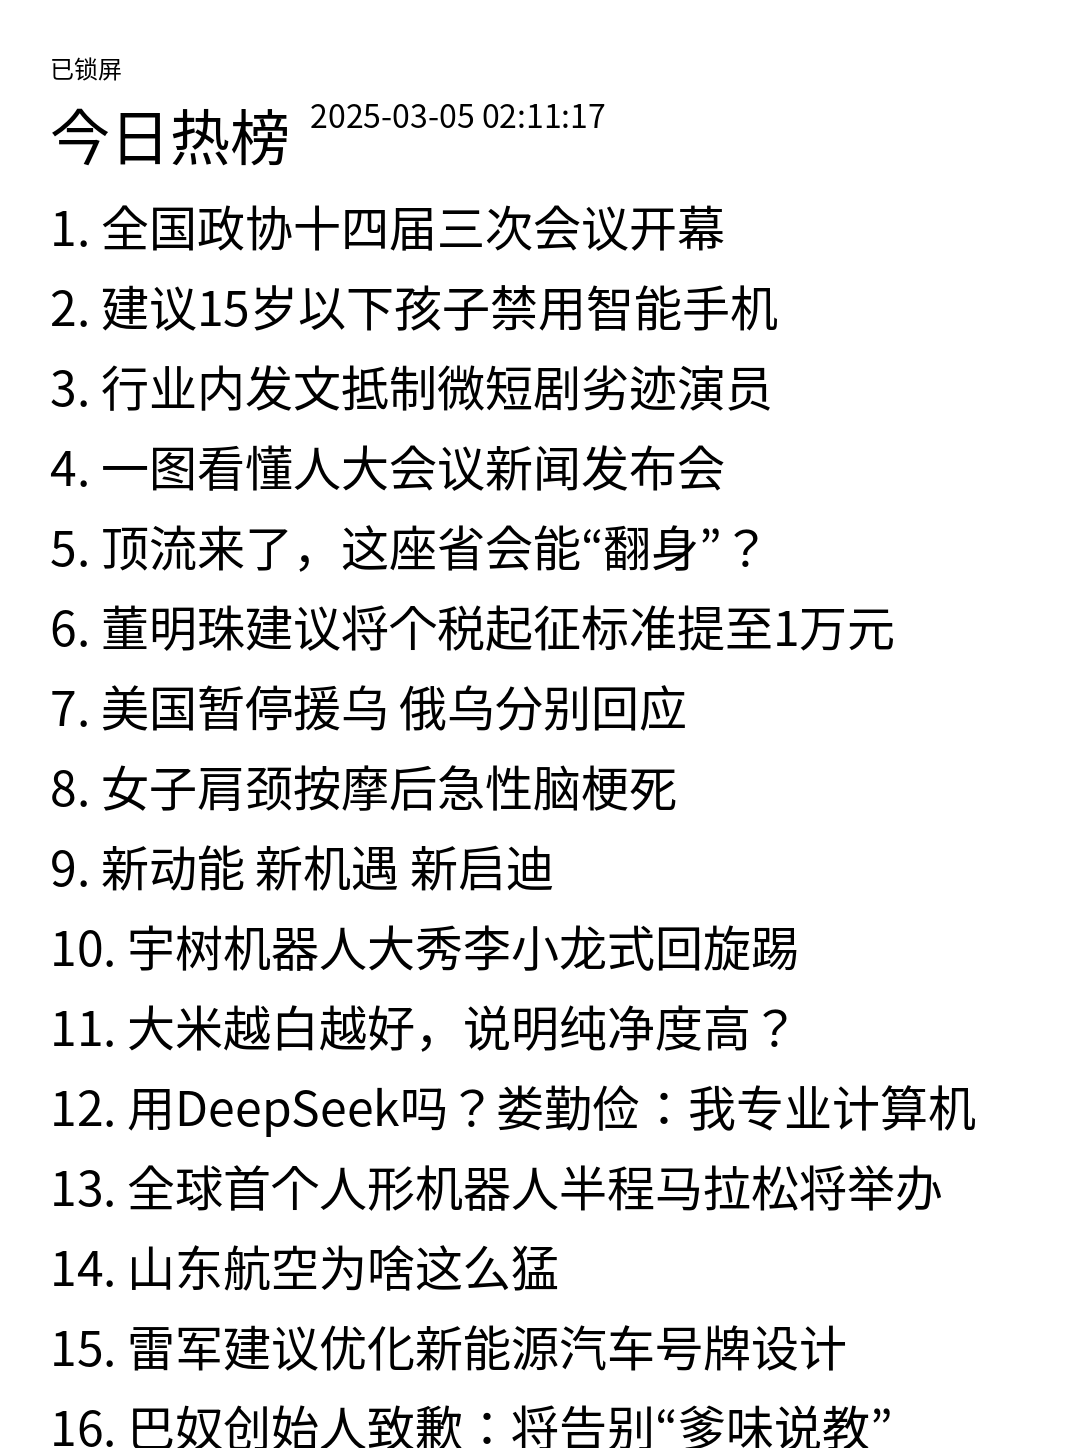 已锁屏
今日热榜 2025-03-05 02:11:17
1. 全国政协十四届三次会议开幕
2. 建议15岁以下孩子禁用智能手机
3. 行业内发文抵制微短剧劣迹演员
4. 一图看懂人大会议新闻发布会
5. 顶流来了，这座省会能“翻身”？
6. 董明珠建议将个税起征标准提至1万元
7. 美国暂停援乌 俄乌分别回应
8. 女子肩颈按摩后急性脑梗死
9. 新动能 新机遇 新启迪
10. 宇树机器人大秀李小龙式回旋踢
11. 大米越白越好，说明纯净度高？
12. 用DeepSeek吗？娄勤俭：我专业计算机
13. 全球首个人形机器人半程马拉松将举办
14. 山东航空为啥这么猛
15. 雷军建议优化新能源汽车号牌设计
16. 巴奴创始人致歉：将告别“爹味说教”